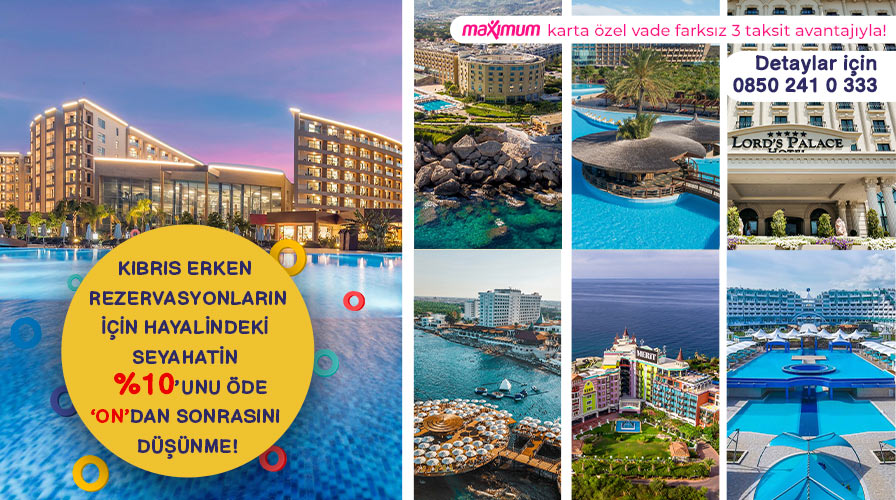 maximum karta özel vade farksız 3 taksit avantajıyla!
Detaylar için
0850 241 0 333
LORD'S PALACE
HOTEL
MERIT
KIBRIS ERKEN
REZERVASYONLARIN
İÇİN HAYALİNDEKİ
SEYAHATİN
%10'UNU ÖDE
'ON'DAN SONRASINI
DÜŞÜNME!